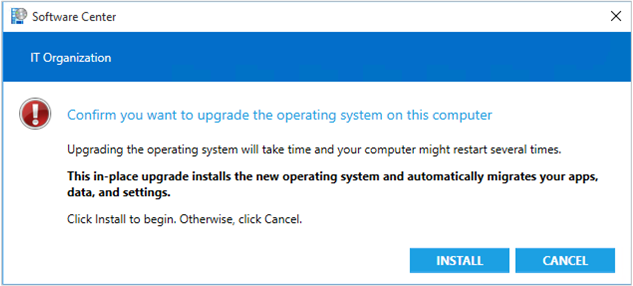 Software Center
IT Organization
Confirm you want to upgrade the operating system on this computer
Upgrading the operating system will take time and your computer might restart several times.
This in-place upgrade installs the new operating system and automatically migrates your apps,
data, and settings.
Click Install to begin. Otherwise, click Cancel.
INSTALL CANCEL